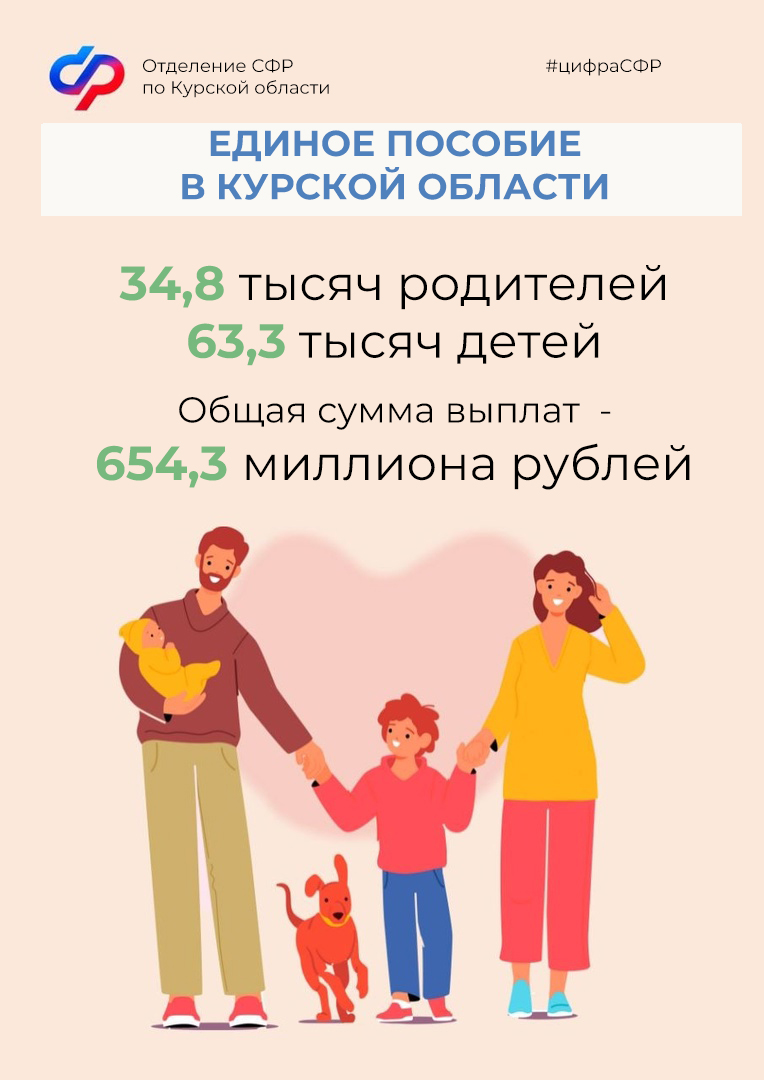 Отделение СФР
по Курской области
#цифраСФР
ЕДИНОЕ ПОСОБИЕ
В КУРСКОЙ ОБЛАСТИ
34,8 тысяч родителей
63,3 тысяч детей
Общая сумма выплат -
654,3 миллиона рублей